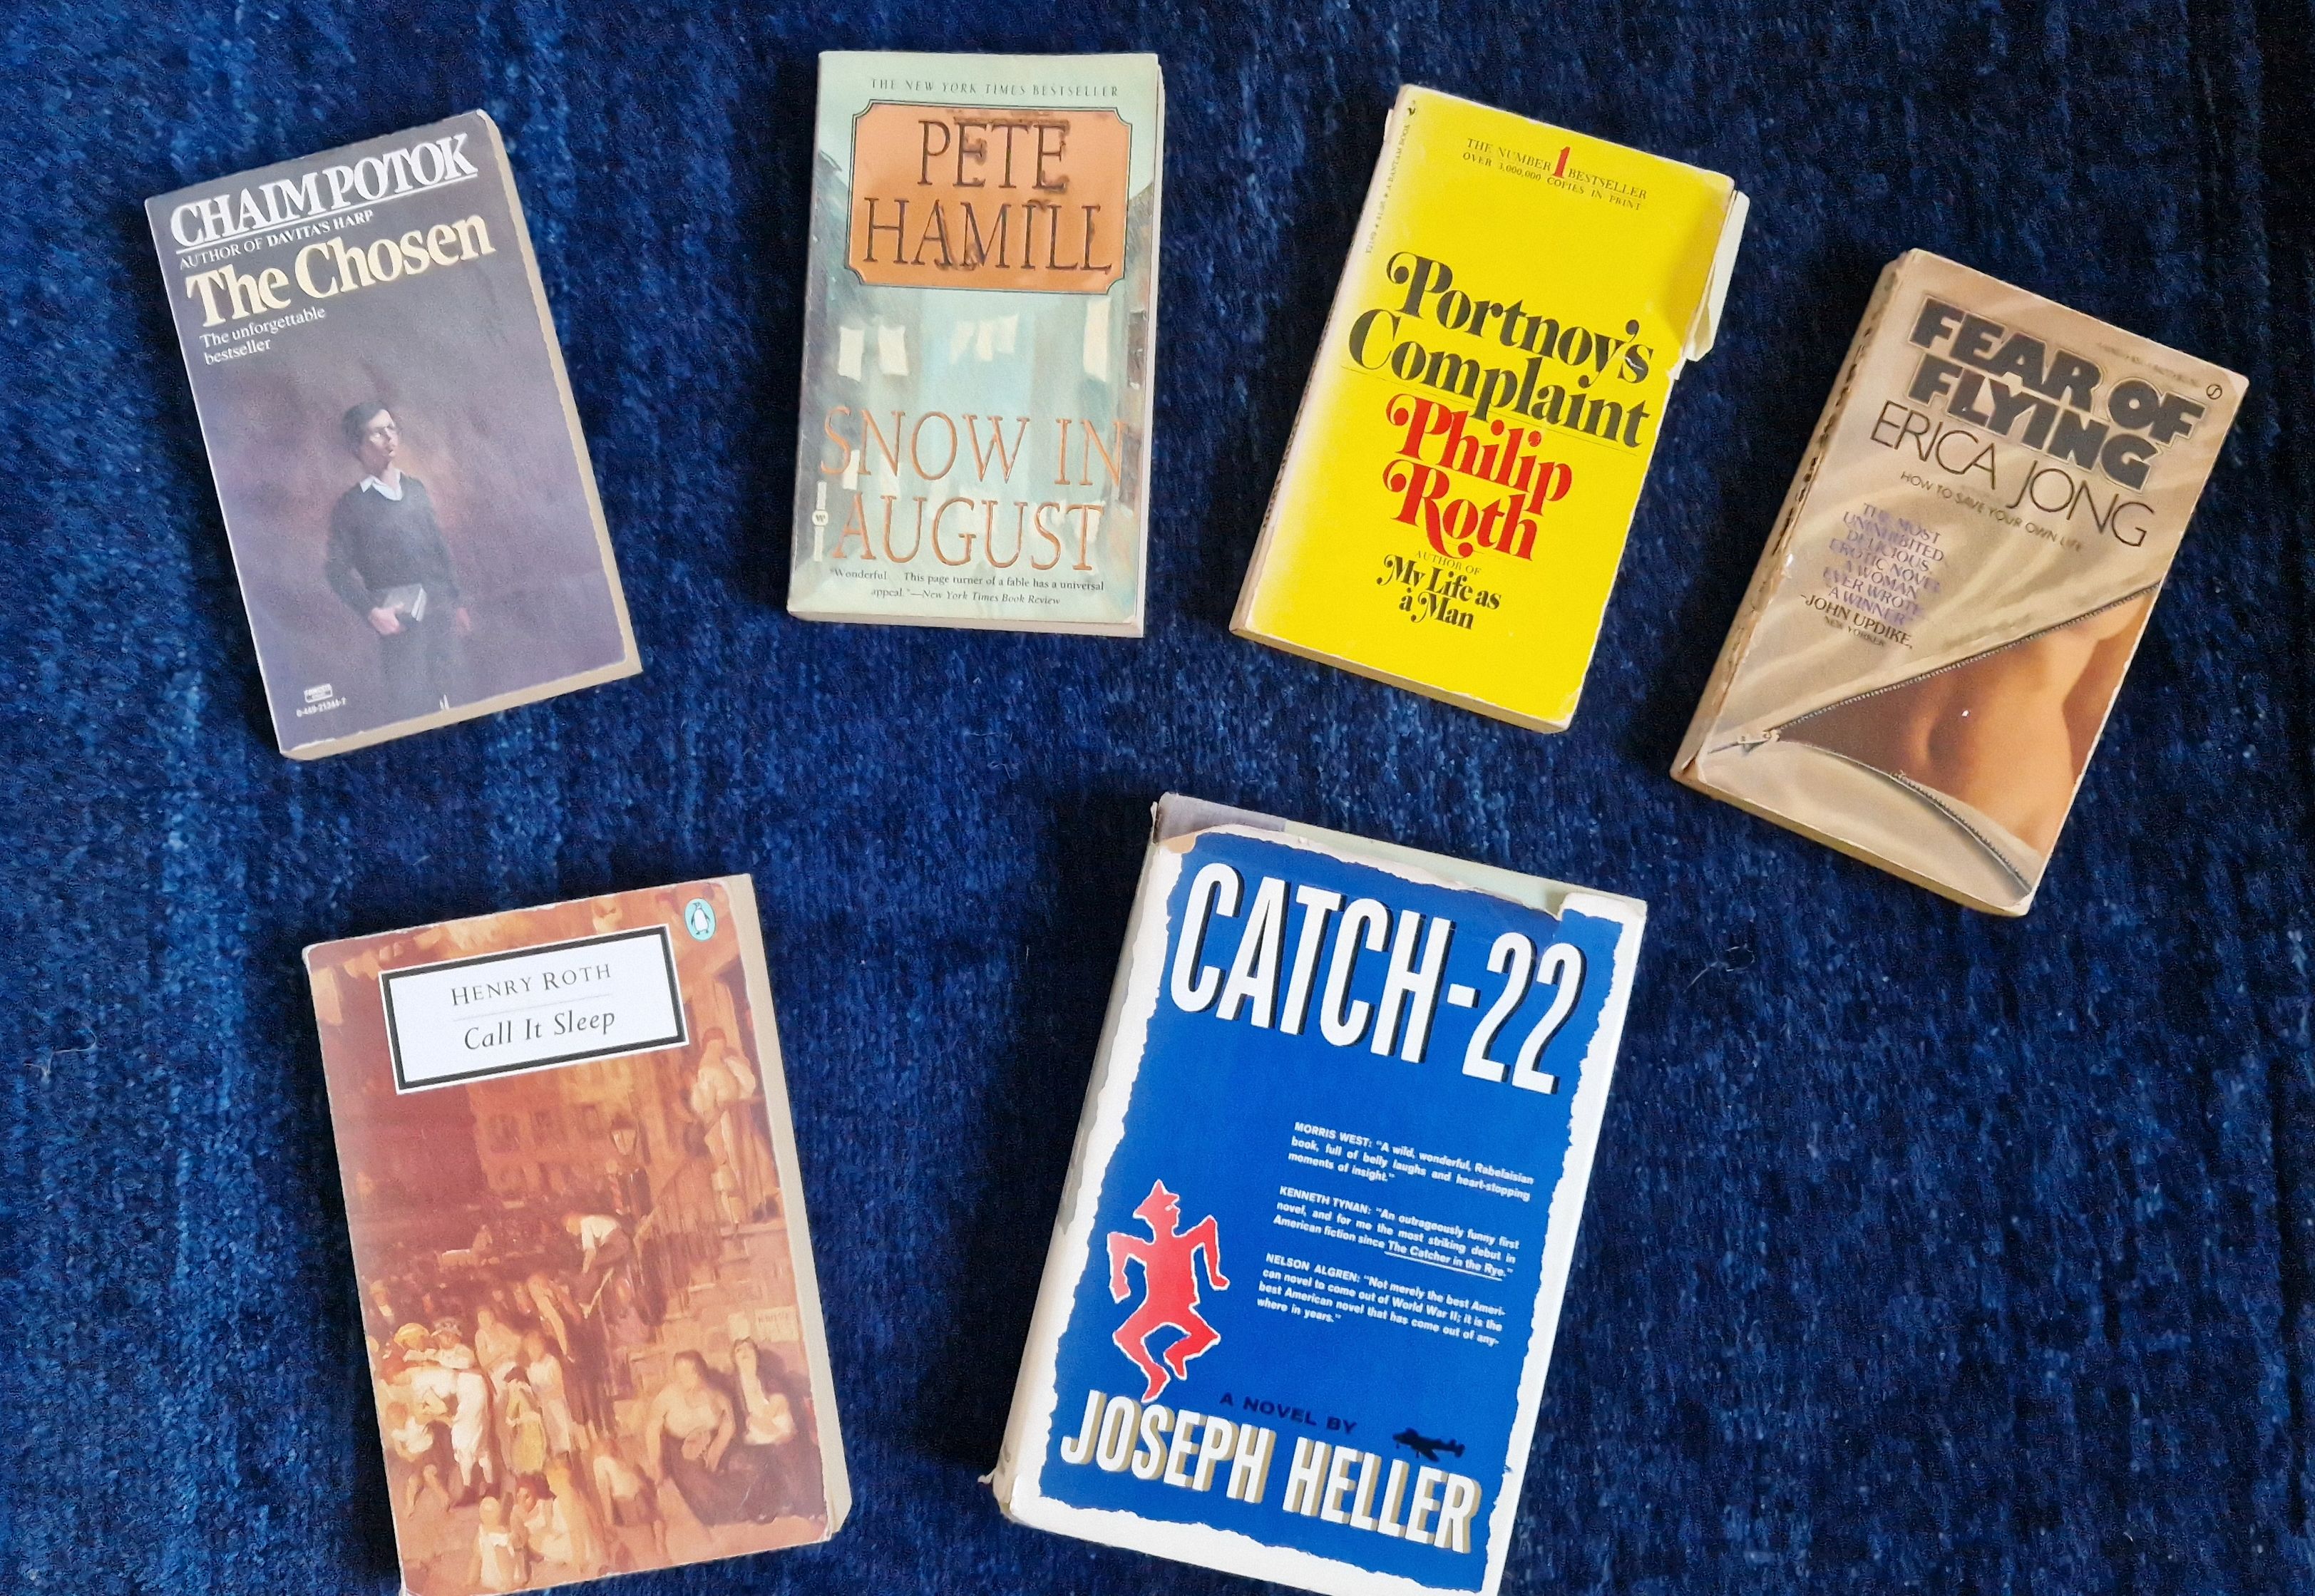 CHAIM POTOK
AUTHOR OF DAVITA'S HARP
The Chosen
The unforgettable
bestseller
FAWCETT
0-449-21344-7
THE NEW YORK TIMES BESTSELLER
PETE
HAMILL
SNOW IN
AUGUST
"Wonderful... This page turner of a fable has a universal
appeal."—New York Times Book Review
THE NUMBER 1 BESTSELLER
OVER 3,000,000 COPIES IN PRINT
Portnoy's
Complaint
Philip
Roth
AUTHOR OF
My Life as
a Man
A BANTAM BOOK
FEAR OF
FLYING
ERICA JONG
HOW TO SAVE YOUR OWN LIFE
THE MOST
UNINHIBITED,
DELICIOUS,
EROTIC NOVEL
A WOMAN
EVER WROTE.
A WINNER"
-JOHN UPDIKE,
NEW YORKER
HENRY ROTH
Call It Sleep
CATCH-22
MORRIS WEST: "A wild, wonderful, Rabelaisian
book, full of belly laughs and heart-stopping
moments of insight."
KENNETH TYNAN: "An outrageously funny first
novel, and for me the most striking debut in
American fiction since The Catcher in the Rye."
NELSON ALGREN: "Not merely the best Ameri-
can novel to come out of World War II; it is the
best American novel that has come out of any-
where in years."
A NOVEL BY
JOSEPH HELLER